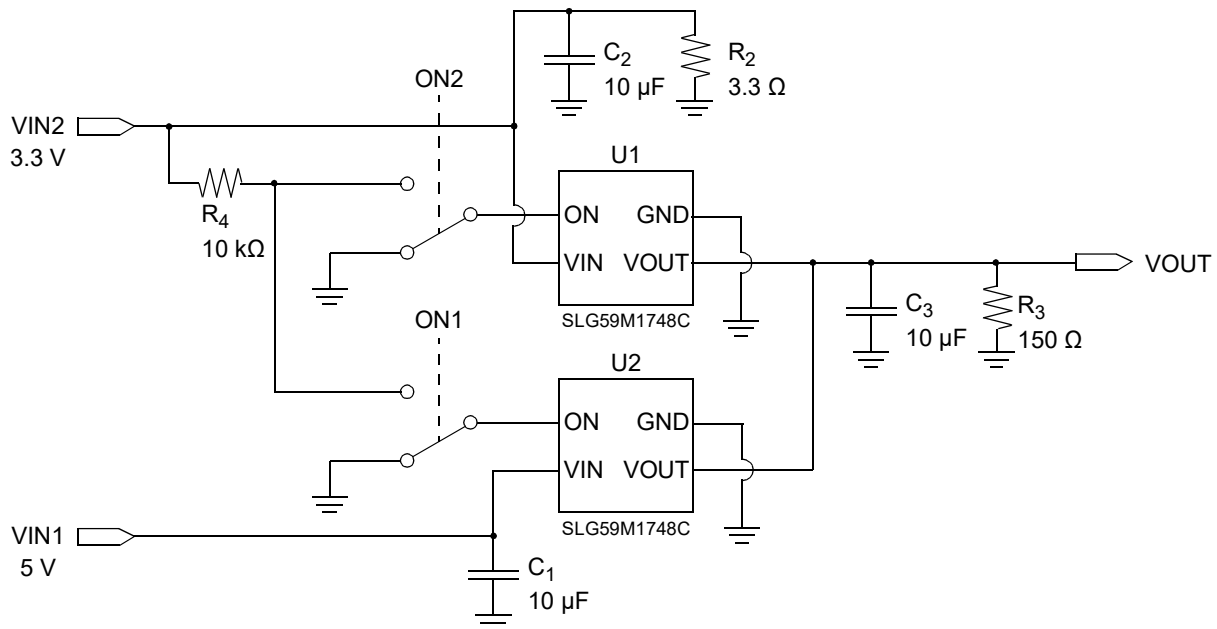 C2
10 µF
R2
3.3 Ω
ON2
VIN2
3.3 V
R4
10 kΩ
U1
ON
GND
VIN
VOUT
SLG59M1748C
VOUT
C3
10 µF
R3
150 Ω
ON1
U2
ON
GND
VIN
VOUT
SLG59M1748C
VIN1
5 V
C1
10 µF